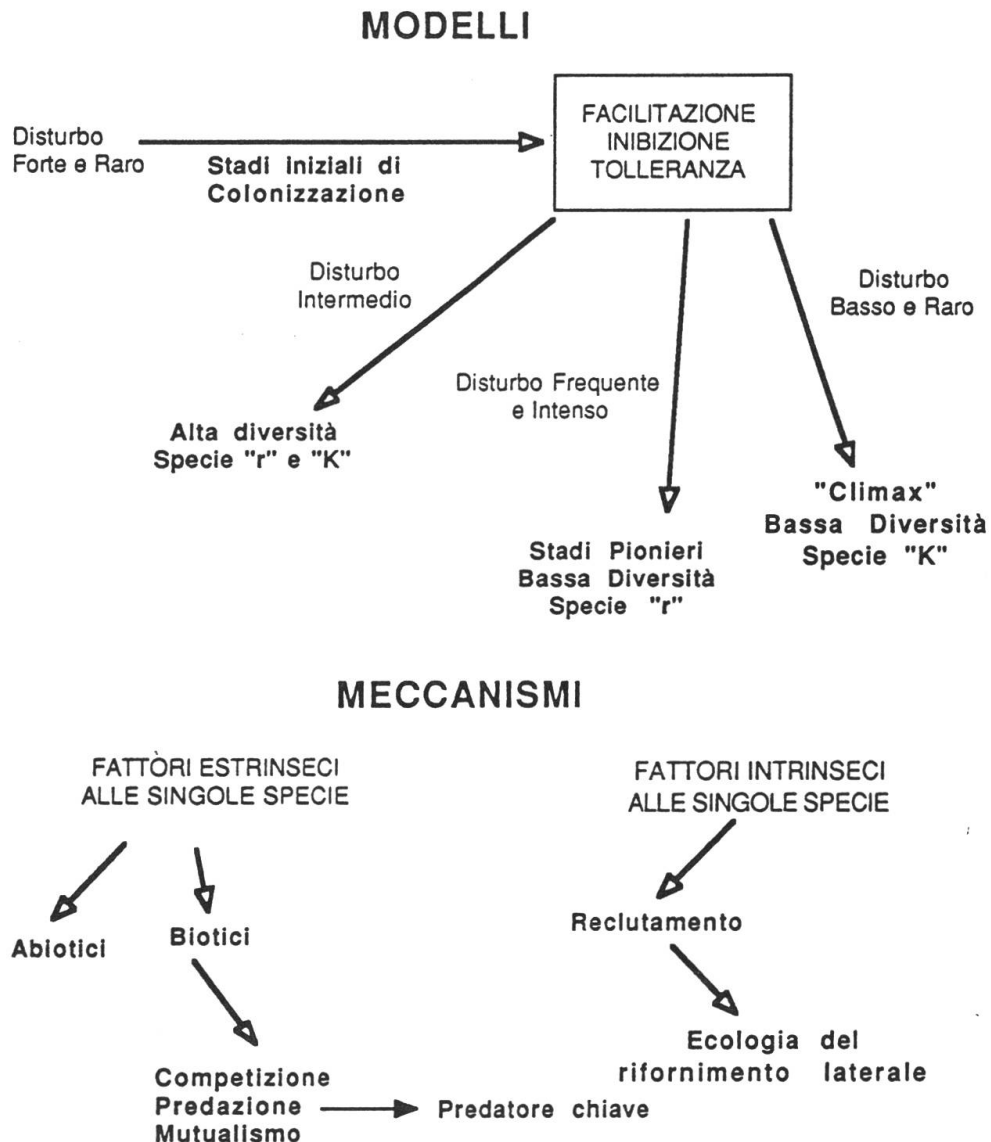 MODELLI
Disturbo
Forte e Raro
Stadi iniziali di
Colonizzazione
FACILITAZIONE
INIBIZIONE
TOLLERANZA
Disturbo
Intermedio
Disturbo
Basso e Raro
Disturbo Frequente
e Intenso
Alta diversità
Specie "r" e "K"
Stadi Pionieri
Bassa Diversità
Specie "r"
"Climax"
Bassa Diversità
Specie "K"
MECCANISMI
FATTÒRI ESTRINSECI
ALLE SINGOLE SPECIE
Abiotici
Biotici
Competizione
Predazione
Mutualismo
Predatore chiave
FATTORI INTRINSECI
ALLE SINGOLE SPECIE
Reclutamento
Ecologia del
rifornimento laterale